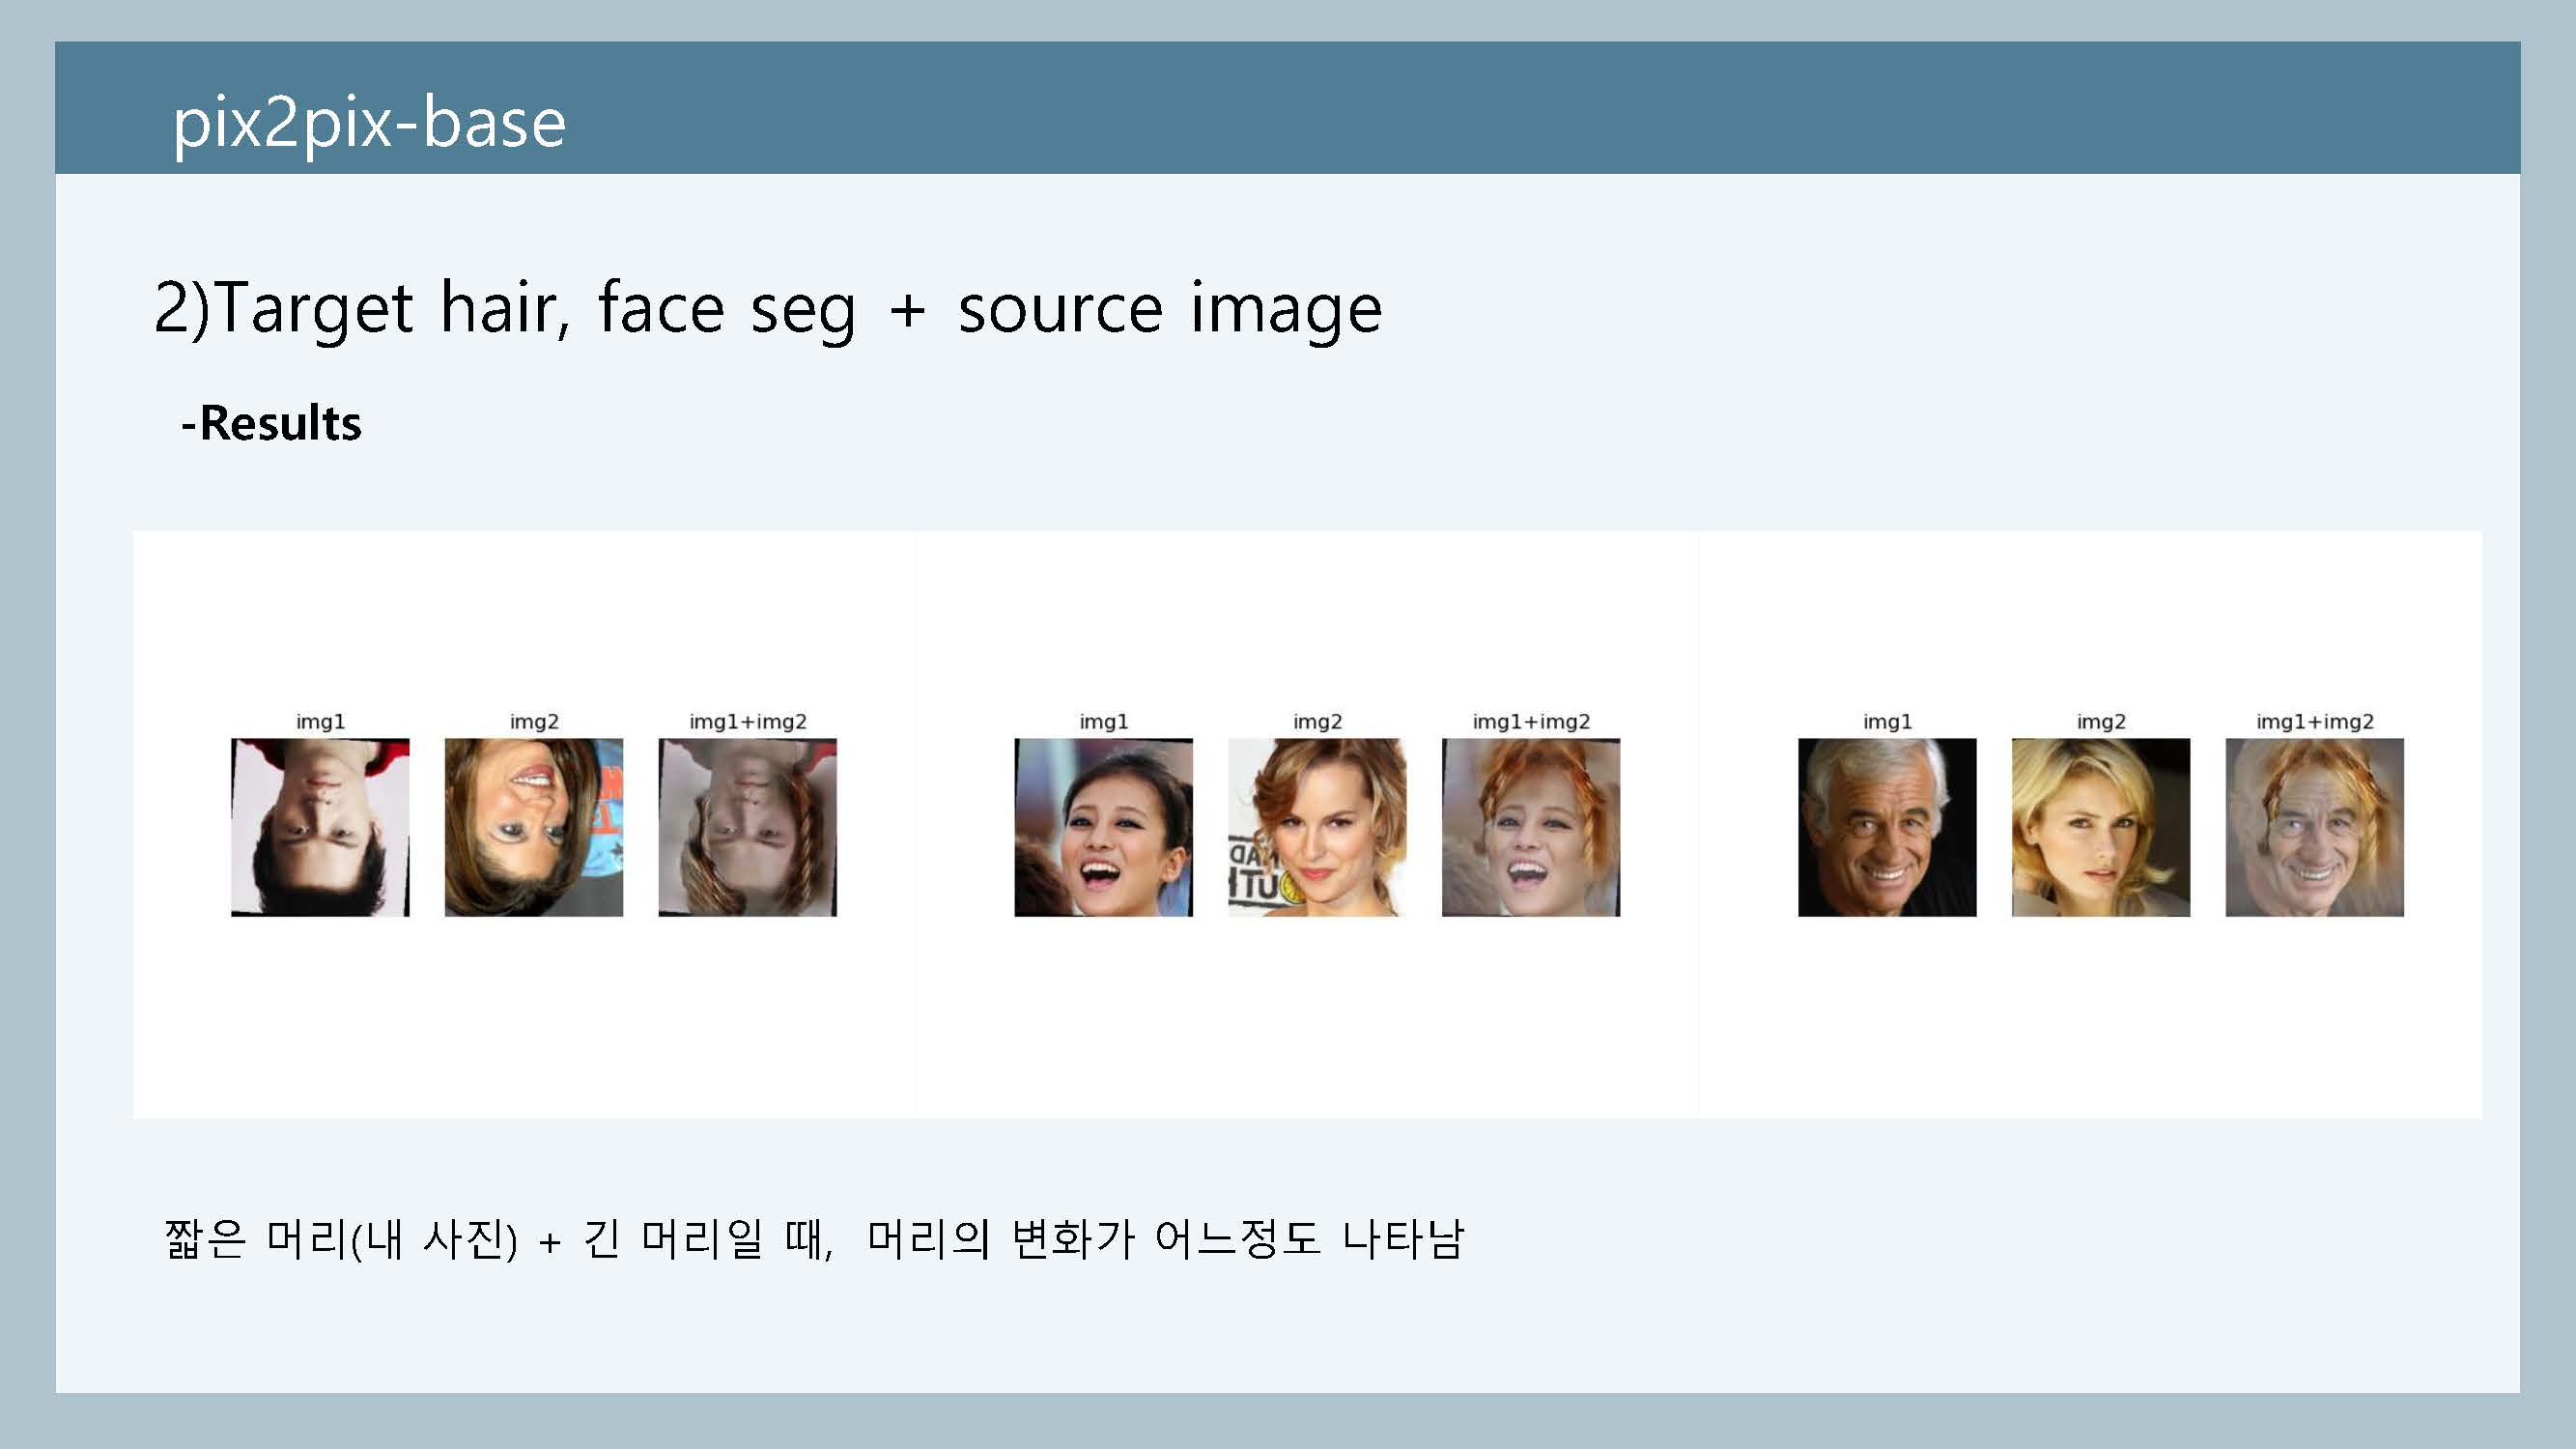 pix2pix-base
2)Target hair, face seg + source image
-Results
img1 img2 img1+img2 img1 img2 img1+img2 img1 img2 img1+img2
짧은 머리(내 사진) + 긴 머리일 때, 머리의 변화가 어느정도 나타남